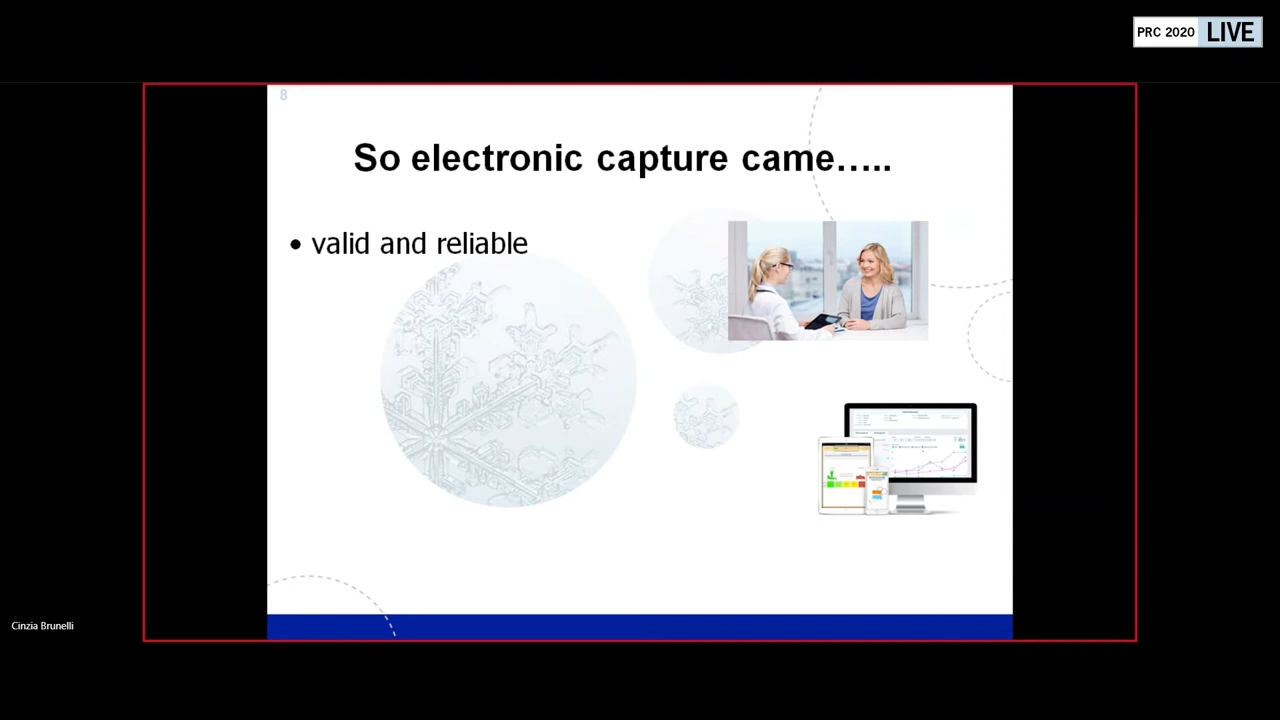 PRC 2020 LIVE
8
So electronic capture came.....
• valid and reliable
Cinzia Brunelli